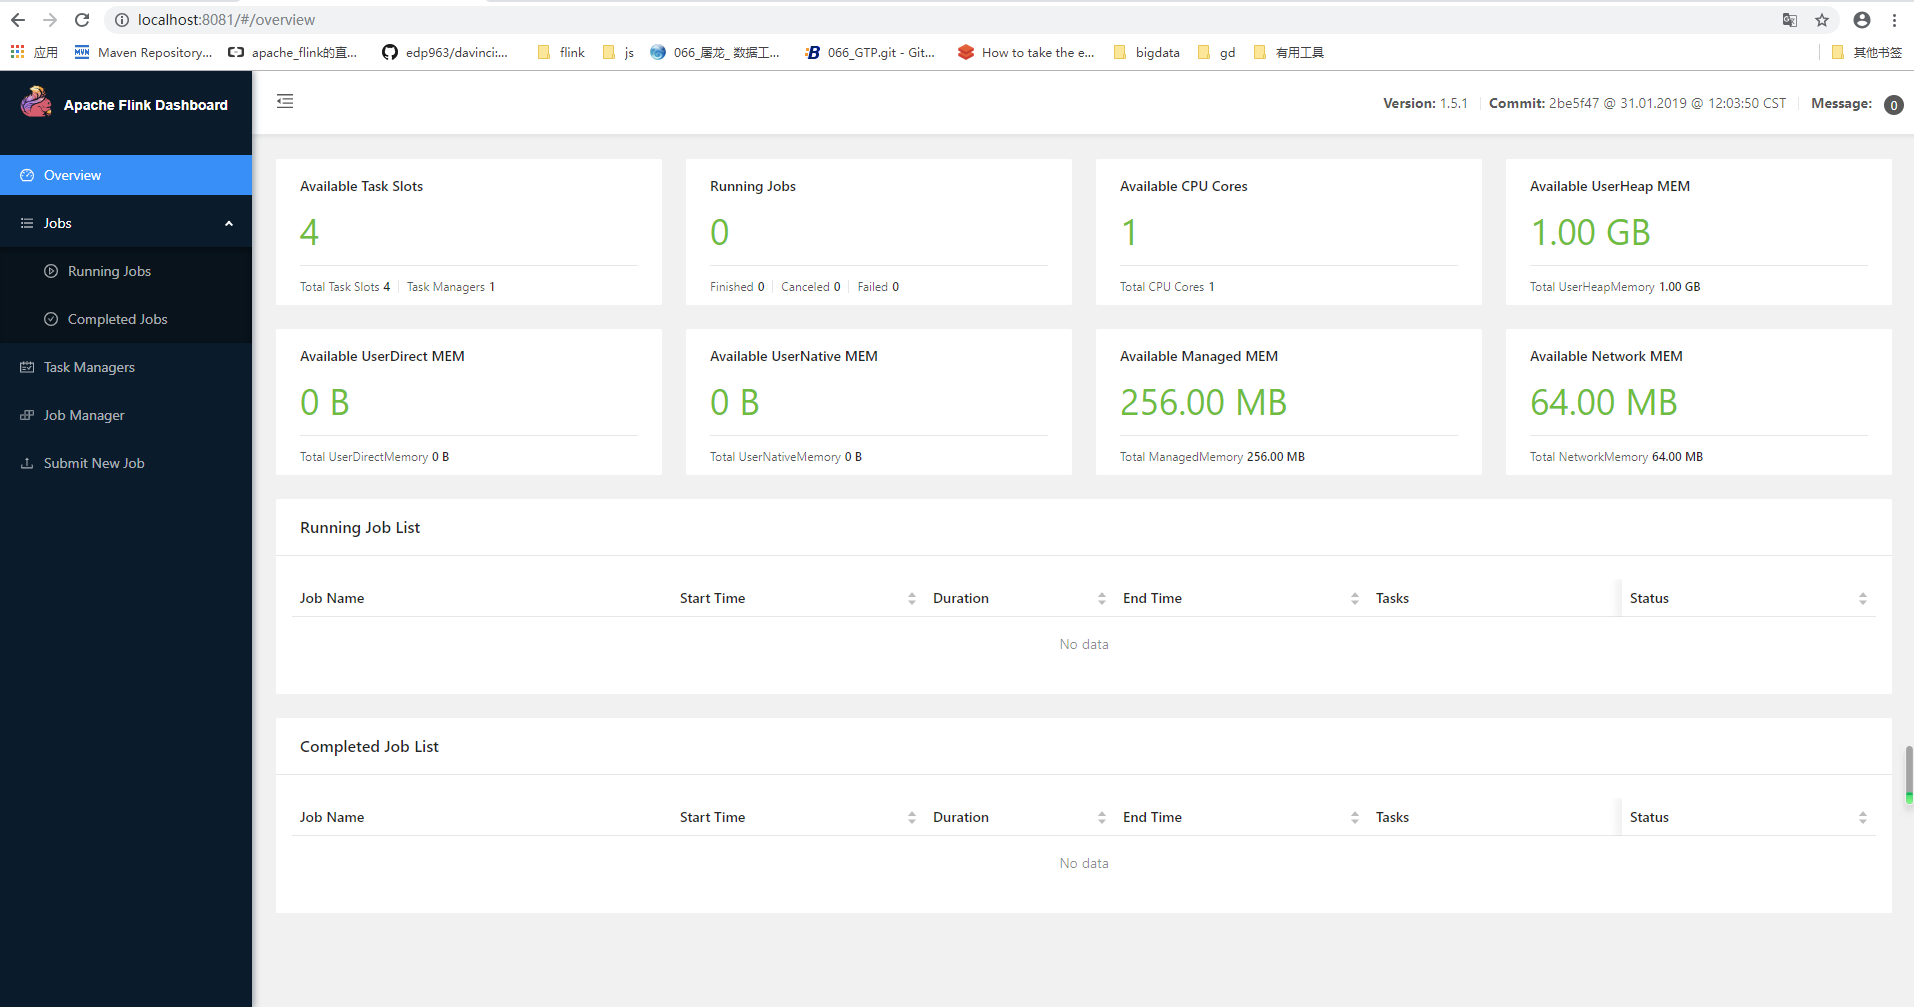 localhost:8081/#/overview
应用 Maven Repository... apache_flink的直... edp963/davinci:... flink js 066_屠龙_ 数据工... 066_GTP.git - Git... How to take the e... bigdata gd 有用工具 其他书签
Apache Flink Dashboard
Version: 1.5.1 Commit: 2be5f47 @ 31.01.2019 @ 12:03:50 CST Message: 0
Overview
Jobs
Running Jobs
Completed Jobs
Task Managers
Job Manager
Submit New Job
Available Task Slots
4
Total Task Slots 4 Task Managers 1
Running Jobs
0
Finished 0 Canceled 0 Failed 0
Available CPU Cores
1
Total CPU Cores 1
Available UserHeap MEM
1.00 GB
Total UserHeapMemory 1.00 GB
Available UserDirect MEM
0 B
Total UserDirectMemory 0 B
Available UserNative MEM
0 B
Total UserNativeMemory 0 B
Available Managed MEM
256.00 MB
Total ManagedMemory 256.00 MB
Available Network MEM
64.00 MB
Total NetworkMemory 64.00 MB
Running Job List
Job Name Start Time Duration End Time Tasks Status
No data
Completed Job List
Job Name Start Time Duration End Time Tasks Status
No data